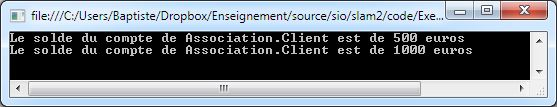 file:///C:/Users/Baptiste/Dropbox/Enseignement/source/sio/slam2/code/Exe...
Le solde du compte de Association.Client est de 500 euros
Le solde du compte de Association.Client est de 1000 euros